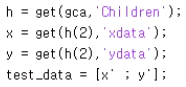 h = get(gca,'Children');
x = get(h(2),'xdata');
y = get(h(2),'ydata');
test_data = [x' ; y'];